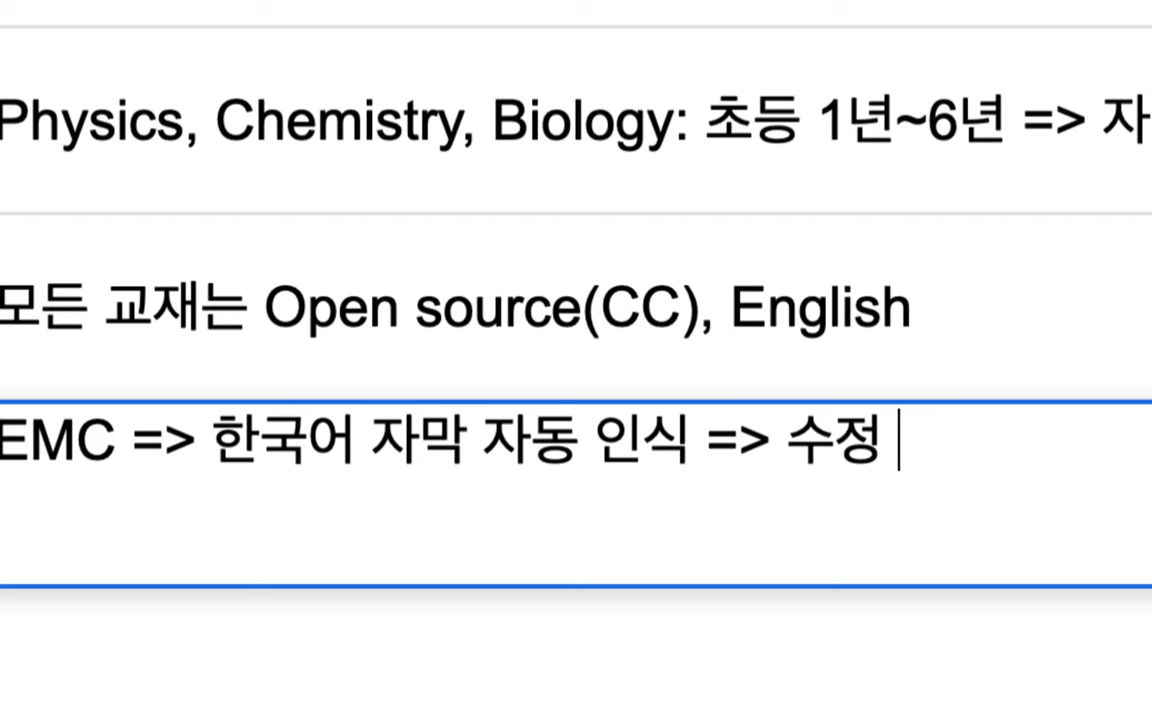 Physics, Chemistry, Biology: 초등 1년~6년 => 자
모든 교재는 Open source(CC), English
EMC => 한국어 자막 자동 인식 => 수정